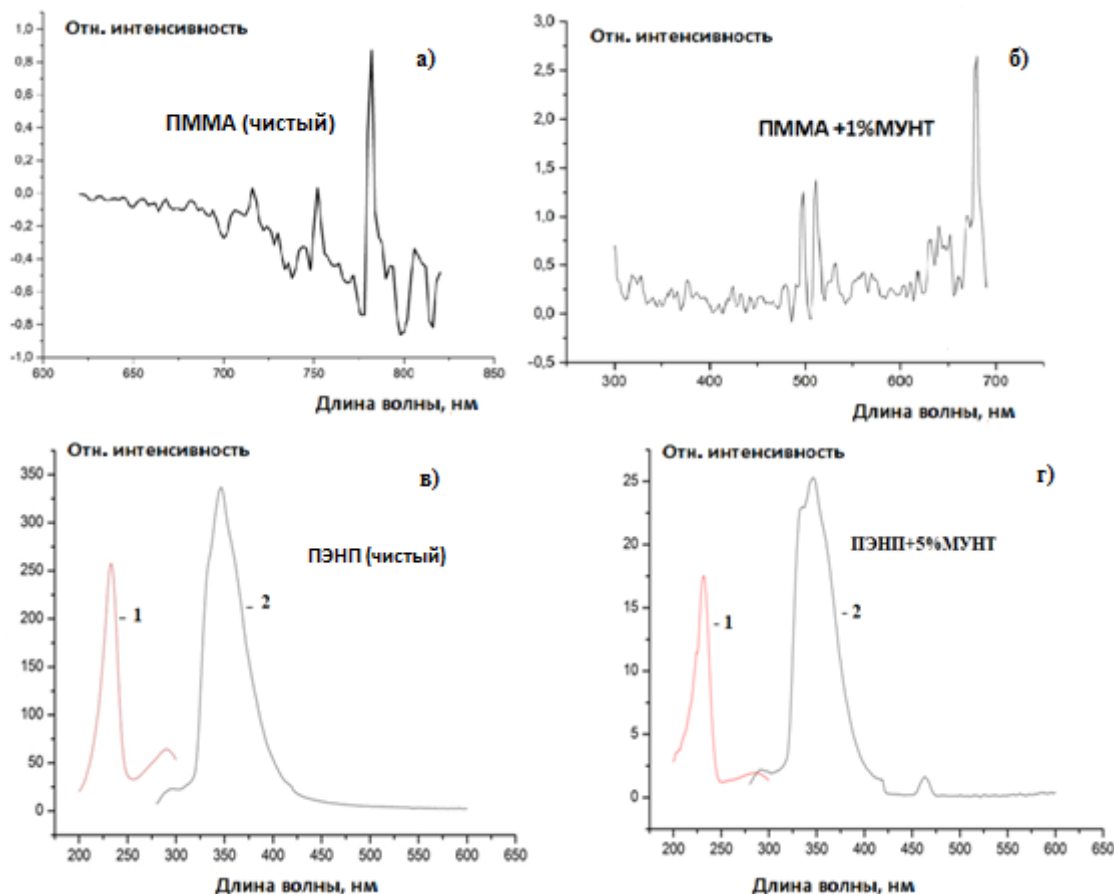 Отн. интенсивность
а)
ПММА (чистый)
1,0
0,8
0,6
0,4
0,2
0,0
-0,2
-0,4
-0,6
-0,8
-1,0
600 650 700 750 800 850
Длина волны, нм
Отн. интенсивность
б)
ПММА +1%МУНТ
3,0
2,5
2,0
1,5
1,0
0,5
0,0
-0,5
300 400 500 600 700
Длина волны, нм
Отн. интенсивность
в)
ПЭНП (чистый)
350
300
250
200
150
100
50
0
- 1
- 2
200 250 300 350 400 450 500 550 600 650
Длина волны, нм
Отн. интенсивность
г)
ПЭНП+5%МУНТ
25
20
15
10
5
0
- 1
- 2
200 250 300 350 400 450 500 550 600 650
Длина волны, нм